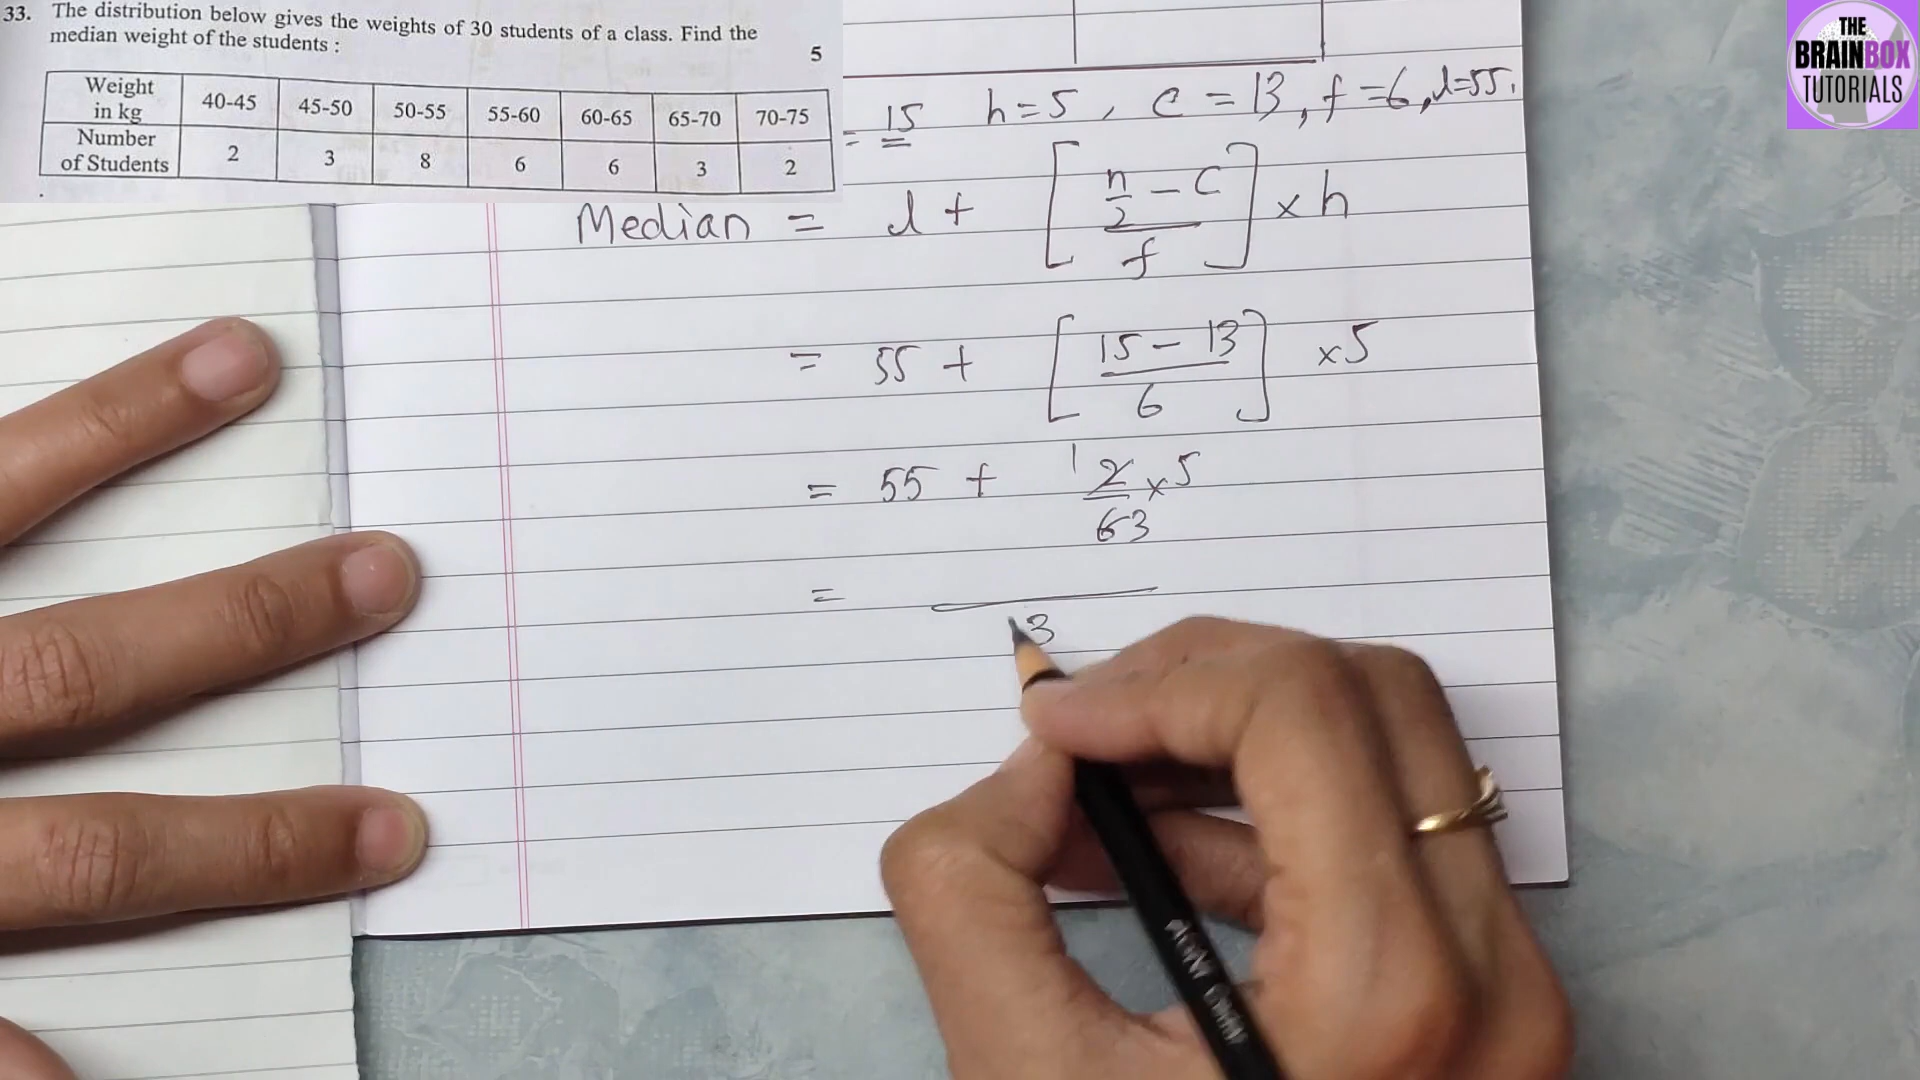 33. The distribution below gives the weights of 30 students of a class. Find the
median weight of the students :
5
Weight in kg 40-45 45-50 50-55 55-60 60-65 65-70 70-75
Number of Students 2 3 8 6 6 3 2
THE
BRAINBOX
TUTORIALS
= 15 h=5, C=13, f=6, l=55.
Median = l + [ n/2 - C / f ] × h
= 55 + [ 15 - 13 / 6 ] ×5
= 55 + 1 2/6 3 ×5
= /3